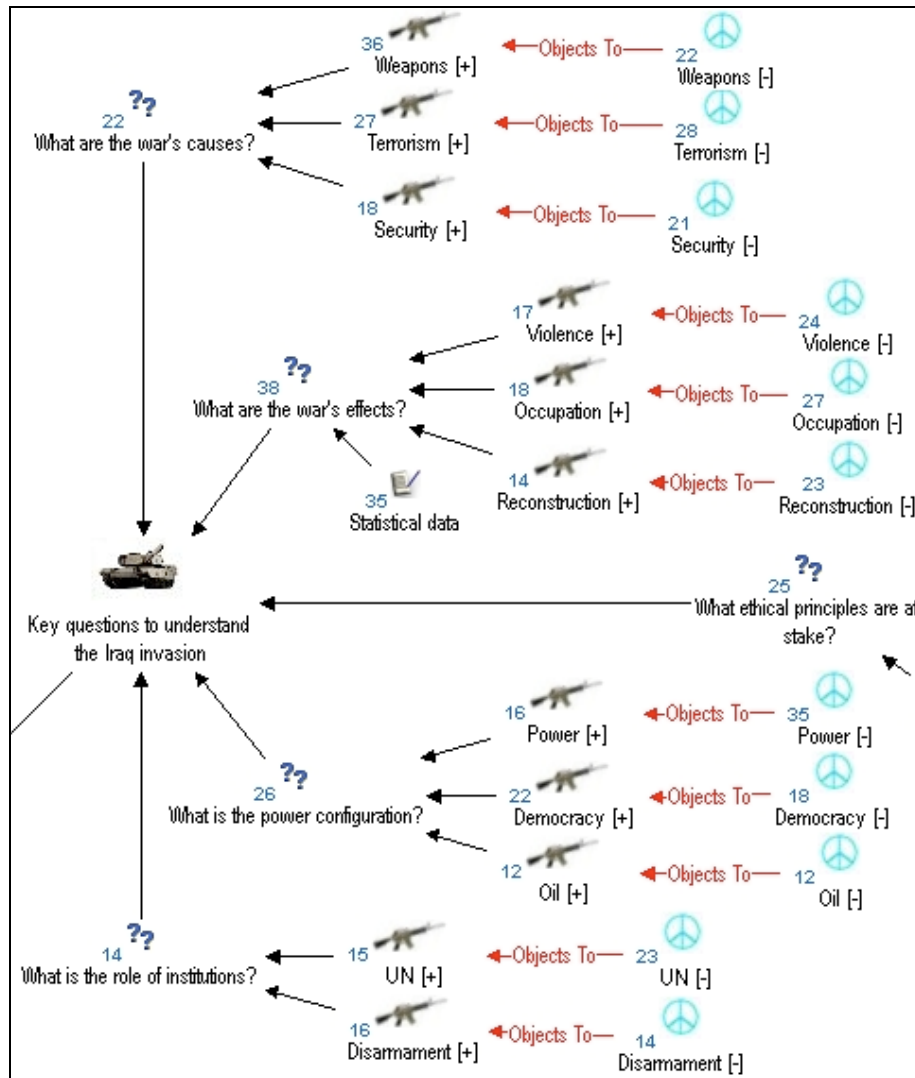 36
Weapons [+]
Objects To
22
Weapons [-]
??
22
What are the war's causes?
27
Terrorism [+]
Objects To
28
Terrorism [-]
18
Security [+]
Objects To
21
Security [-]
17
Violence [+]
Objects To
24
Violence [-]
??
38
What are the war's effects?
18
Occupation [+]
Objects To
27
Occupation [-]
14
Reconstruction [+]
Objects To
23
Reconstruction [-]
35
Statistical data
Key questions to understand
the Iraq invasion
??
25
What ethical principles are at
stake?
16
Power [+]
Objects To
35
Power [-]
??
26
What is the power configuration?
22
Democracy [+]
Objects To
18
Democracy [-]
12
Oil [+]
Objects To
12
Oil [-]
??
14
What is the role of institutions?
15
UN [+]
Objects To
23
UN [-]
16
Disarmament [+]
Objects To
14
Disarmament [-]